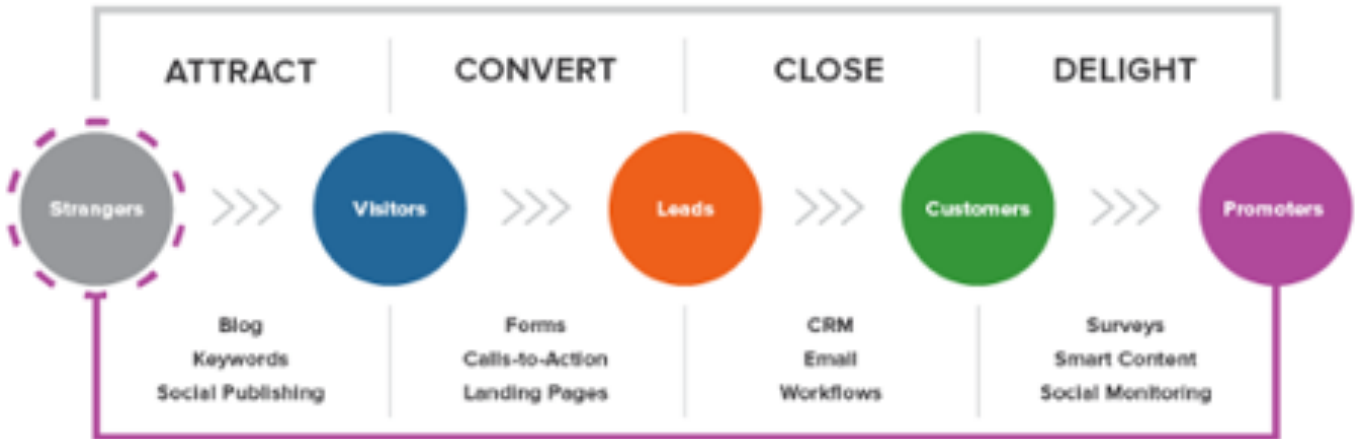 ATTRACT CONVERT CLOSE DELIGHT
Strangers Visitors Leads Customers Promoters
Blog Forms CRM Surveys
Keywords Calls-to-Action Email Smart Content
Social Publishing Landing Pages Workflows Social Monitoring